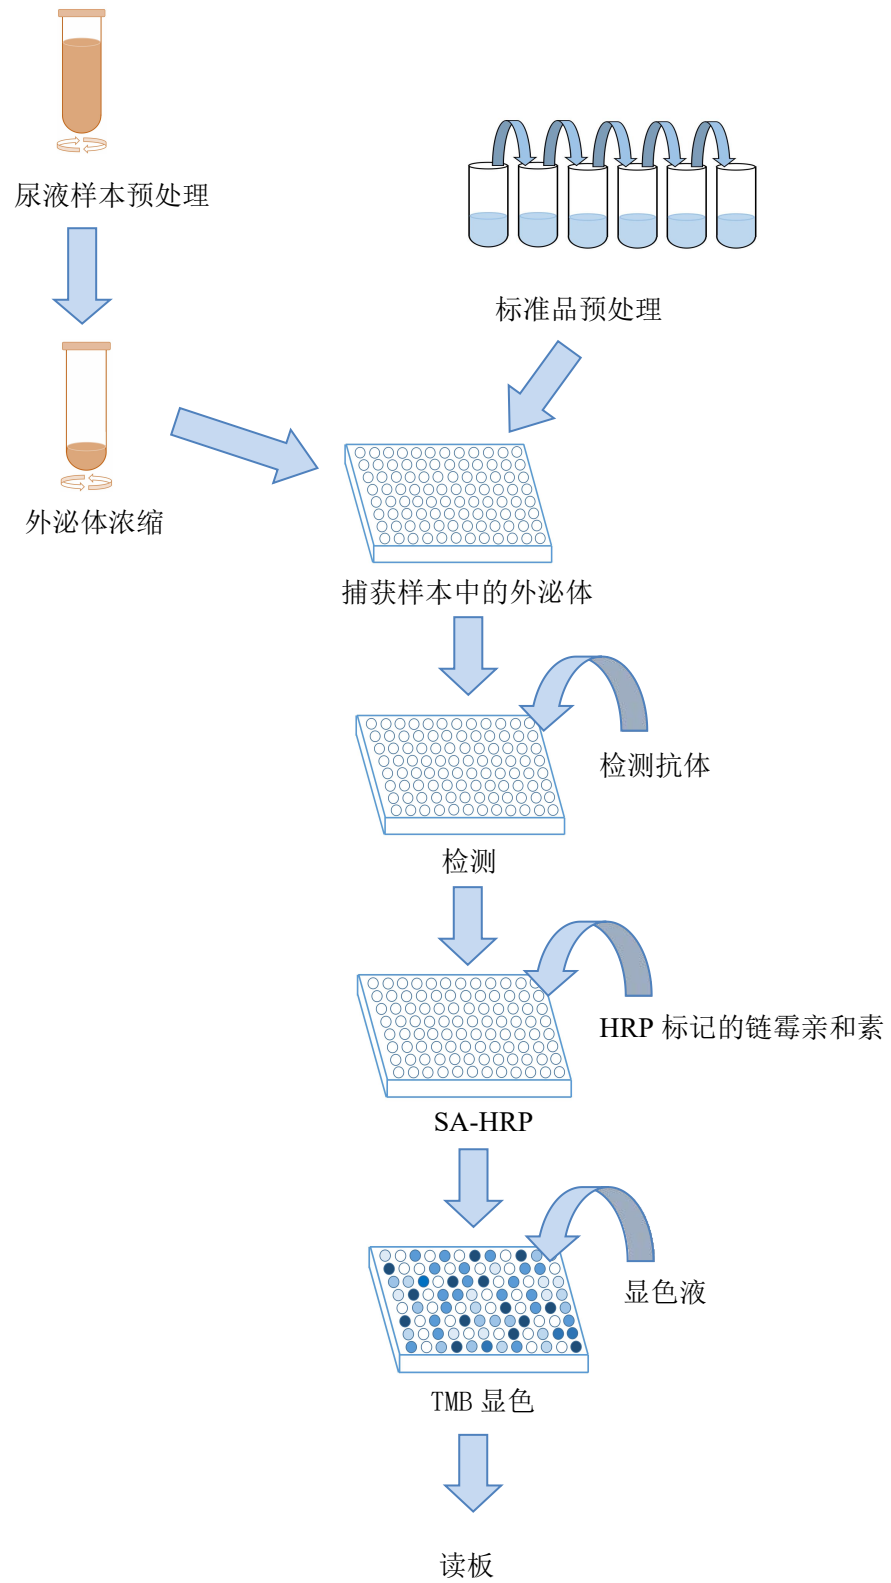 尿液样本预处理
标准品预处理
外泌体浓缩
捕获样本中的外泌体
检测抗体
检测
HRP 标记的链霉亲和素
SA-HRP
显色液
TMB 显色
读板